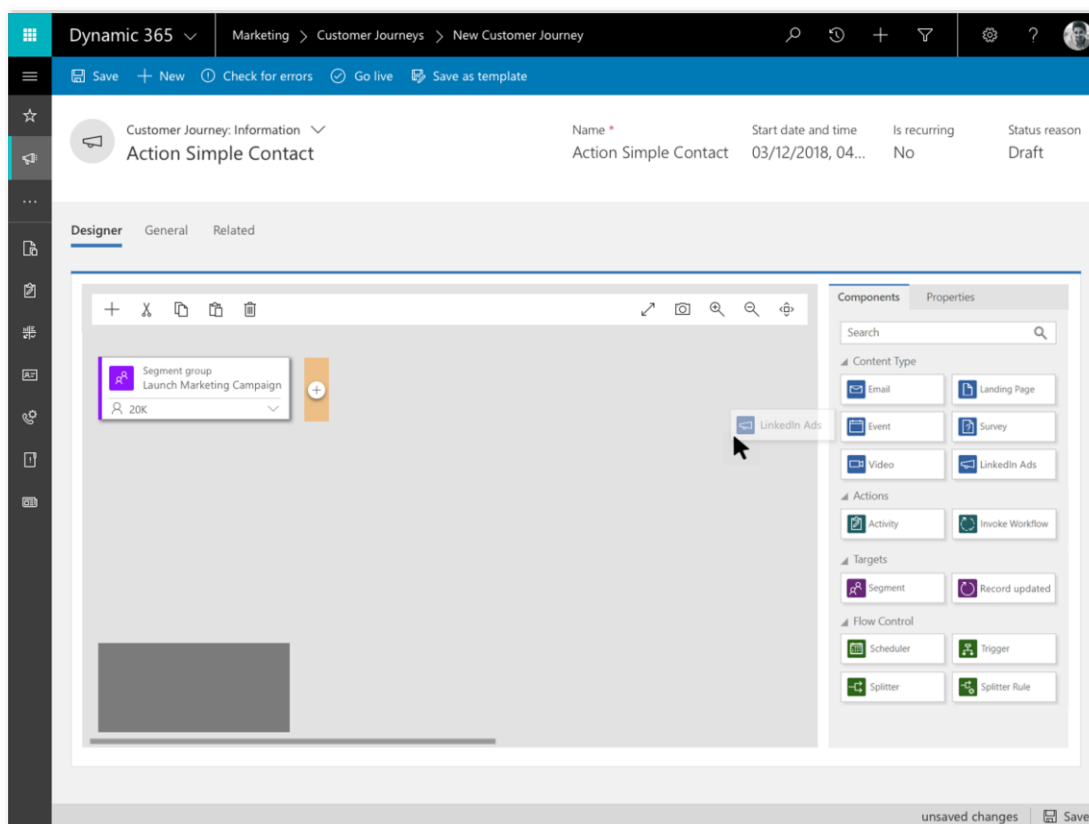 Dynamic 365 Marketing > Customer Journeys > New Customer Journey
Save New Check for errors Go live Save as template
Customer Journey: Information
Action Simple Contact
Name *
Action Simple Contact
Start date and time
03/12/2018, 04...
Is recurring
No
Status reason
Draft
Designer General Related
Components Properties
Search
Segment group
Launch Marketing Campaign
20K
LinkedIn Ads
Content Type
Email Landing Page
Event Survey
Video LinkedIn Ads
Actions
Activity Invoke Workflow
Targets
Segment Record updated
Flow Control
Scheduler Trigger
Splitter Splitter Rule
unsaved changes Save